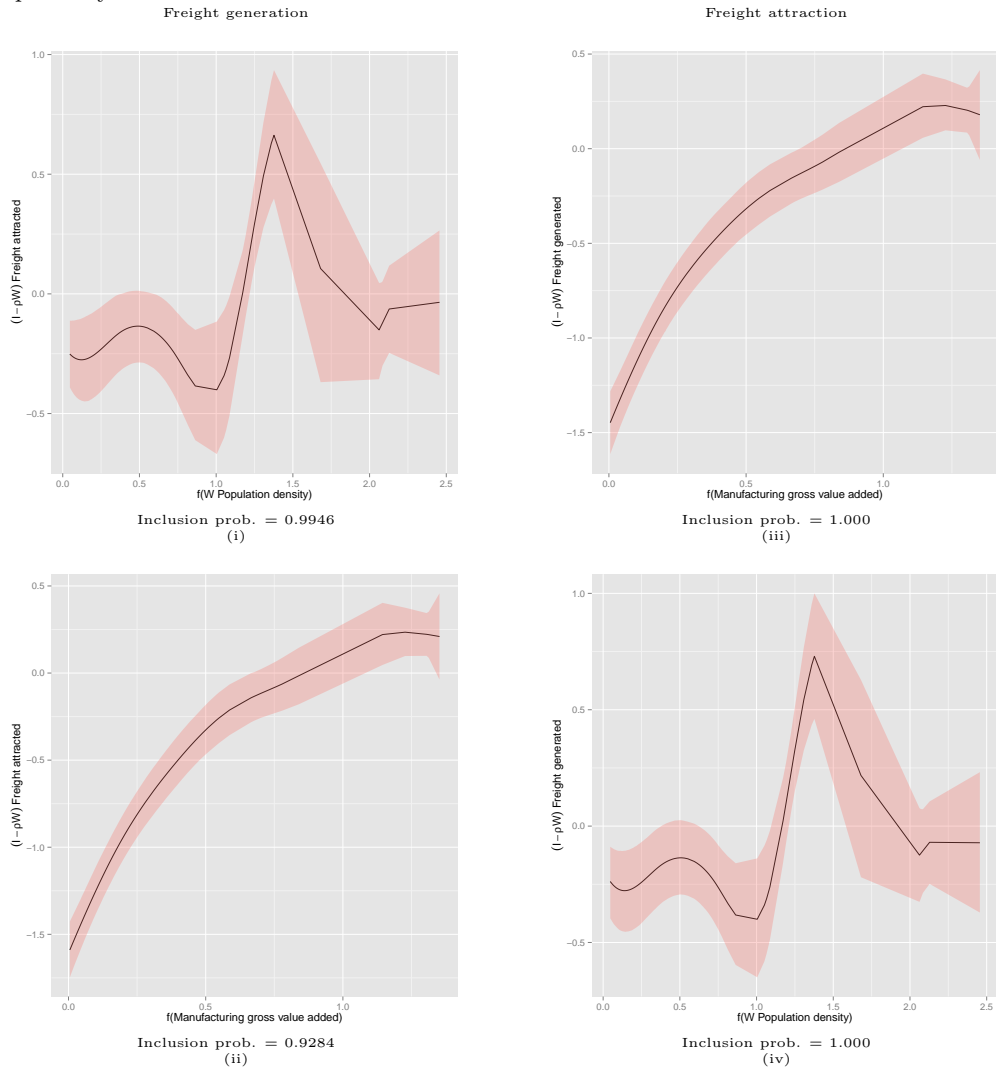 Freight generation
Freight attraction
1.0
0.5
0.0
−0.5
(I − ρW) Freight attracted
0.0 0.5 1.0 1.5 2.0 2.5
f(W Population density)
Inclusion prob. = 0.9946
(i)
0.5
0.0
−0.5
−1.0
−1.5
(I − ρW) Freight generated
0.0 0.5 1.0
f(Manufacturing gross value added)
Inclusion prob. = 1.000
(iii)
0.5
0.0
−0.5
−1.0
−1.5
(I − ρW) Freight attracted
0.0 0.5 1.0
f(Manufacturing gross value added)
Inclusion prob. = 0.9284
(ii)
1.0
0.5
0.0
−0.5
(I − ρW) Freight generated
0.0 0.5 1.0 1.5 2.0 2.5
f(W Population density)
Inclusion prob. = 1.000
(iv)